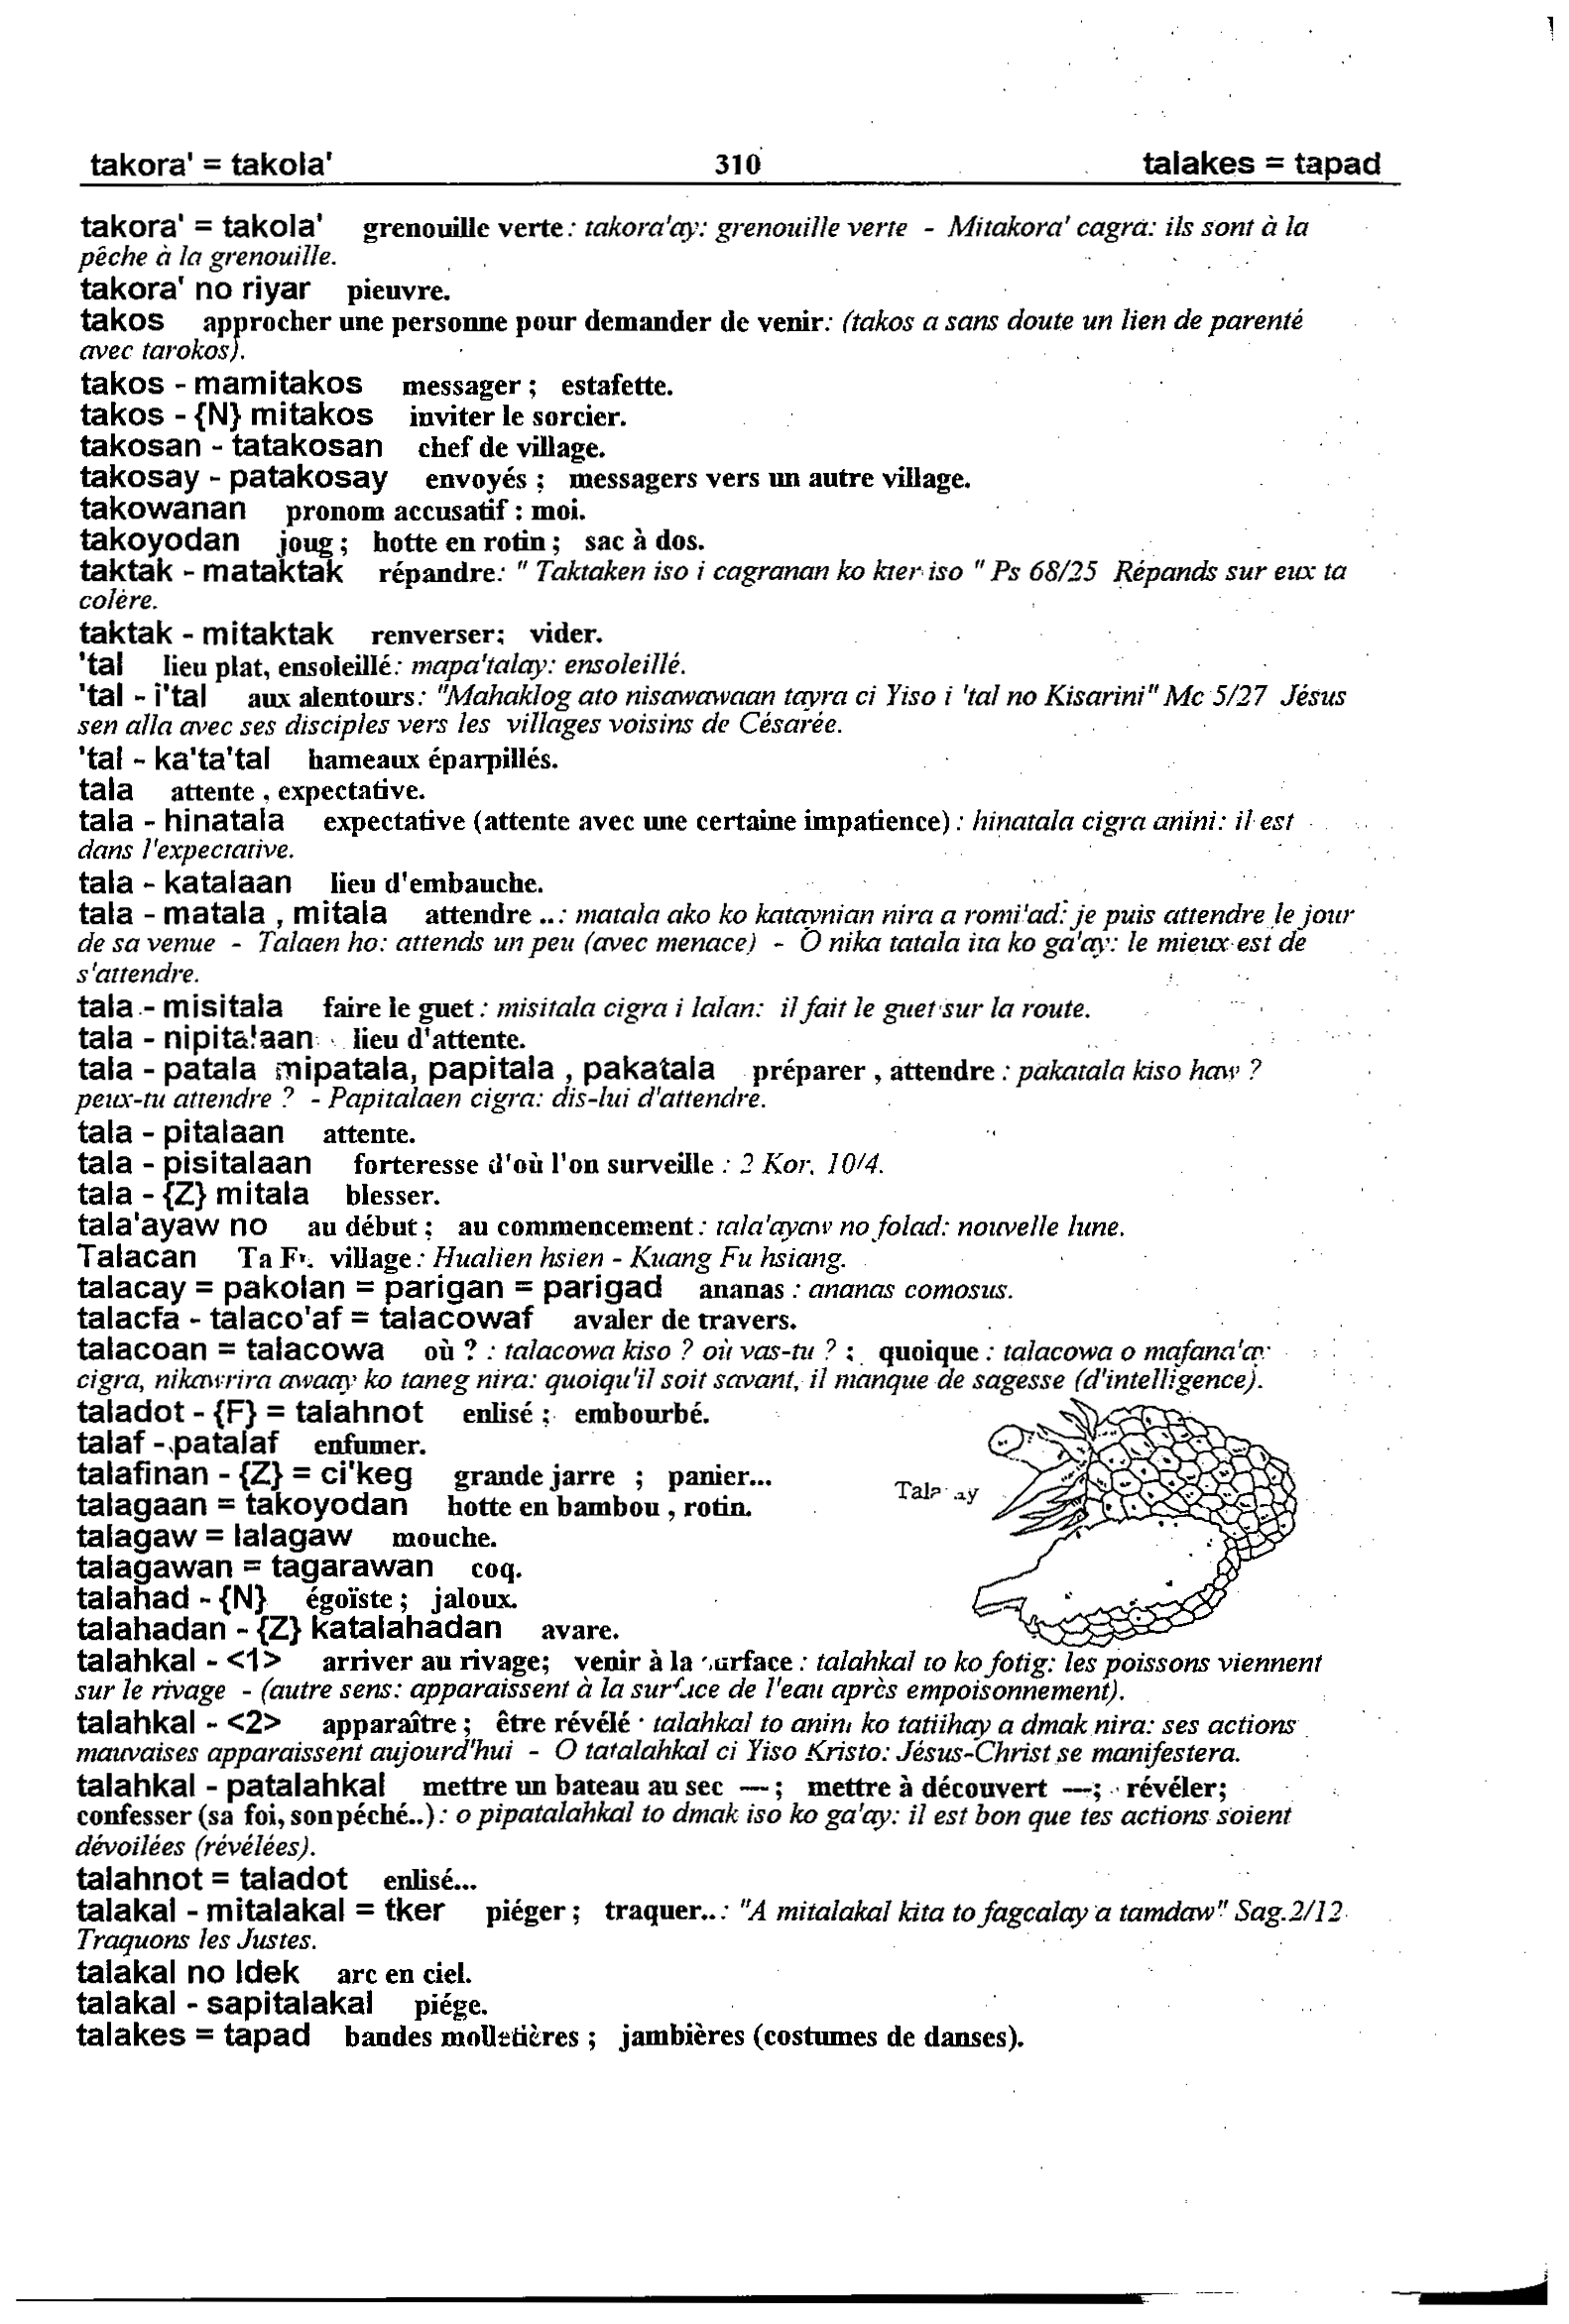 takora' = takola' 310 talakes = tapad
takora' = takola' grenouille verte : takora'ay: grenouille verte - Mitakora' cagra: ils sont à la
pêche à la grenouille.
takora' no riyar pieuvre.
takos approcher une personne pour demander de venir: (takos a sans doute un lien de parenté
avec tarokos).
takos - mamitakos messager ; estafette.
takos - {N} mitakos inviter le sorcier.
takosan - tatakosan chef de village.
takosay - patakosay envoyés ; messagers vers un autre village.
takowanan pronom accusatif : moi.
takoyodan joug ; hotte en rotin ; sac à dos.
taktak - mataktak répandre: " Taktaken iso i cagranan ko kter iso " Ps 68/25 Répands sur eux ta
colère.
taktak - mitaktak renverser; vider.
'tal lieu plat, ensoleillé : mapa'talay: ensoleillé.
'tal - i'tal aux alentours : "Mahaklog ato nisawawaan tayra ci Yiso i 'tal no Kisarini" Mc 5/27 Jésus
sen alla avec ses disciples vers les villages voisins de Césarée.
'tal - ka'ta'tal hameaux éparpillés.
tala attente , expectative.
tala - hinatala expectative (attente avec une certaine impatience) : hinatala cigra anini: il est
dans l'expectative.
tala - katalaan lieu d'embauche.
tala - matala , mitala attendre ..: matala ako ko kataynian nira a romi'ad: je puis attendre le jour
de sa venue - Talaen ho: attends un peu (avec menace) - O nika tatala ita ko ga'ay: le mieux est de
s'attendre.
tala - misitala faire le guet : misitala cigra i lalan: il fait le guet sur la route.
tala - nipitalaan lieu d'attente.
tala - patala mipatala, papitala , pakatala préparer , attendre : pakatala kiso haw ?
peux-tu attendre ? - Papitalaen cigra: dis-lui d'attendre.
tala - pitalaan attente.
tala - pisitalaan forteresse d'où l'on surveille : 2 Kor. 10/4.
tala - {Z} mitala blesser.
tala'ayaw no au début ; au commencement : tala'ayaw no folad: nouvelle lune.
Talacan Ta village : Hualien hsien - Kuang Fu hsiang.
talacay = pakolan = parigan = parigad ananas : ananas comosus.
talacfa - talaco'af = talacowaf avaler de travers.
talacoan = talacowa où ? : talacowa kiso ? où vas-tu ? ; quoique : talacowa o mafana'ay
cigra, nikawrira awaay ko taneg nira: quoiqu'il soit savant, il manque de sagesse (d'intelligence).
taladot - {F} = talahnot enlisé ; embourbé.
talaf - patalaf enfumer.
talafinan - {Z} = ci'keg grande jarre ; panier...
talagaan = takoyodan hotte en bambou , rotin.
talagaw = lalagaw mouche.
talagawan = tagarawan coq.
talahad - {N} égoïste ; jaloux.
talahadan - {Z} katalahadan avare.
talahkal - <1> arriver au rivage; venir à la surface : talahkal to ko fotig: les poissons viennent
sur le rivage - (autre sens: apparaissent à la surface de l'eau après empoisonnement).
talahkal - <2> apparaître ; être révélé : talahkal to anini ko tatiihay a dmak nira: ses actions
mauvaises apparaissent aujourd'hui - O tatalahkal ci Yiso Kristo: Jésus-Christ se manifestera.
talahkal - patalahkal mettre un bateau au sec —; mettre à découvert —; révéler;
confesser (sa foi, son péché..) : o pipatalahkal to dmak iso ko ga'ay: il est bon que tes actions soient
dévoilées (révélées).
talahnot = taladot enlisé...
talakal - mitalakal = tker piéger ; traquer..: "A mitalakal kita to fagcalay a tamdaw" Sag.2/12
Traquons les Justes.
talakal no Idek arc en ciel.
talakal - sapitalakal piége.
talakes = tapad bandes molletières ; jambières (costumes de danses).